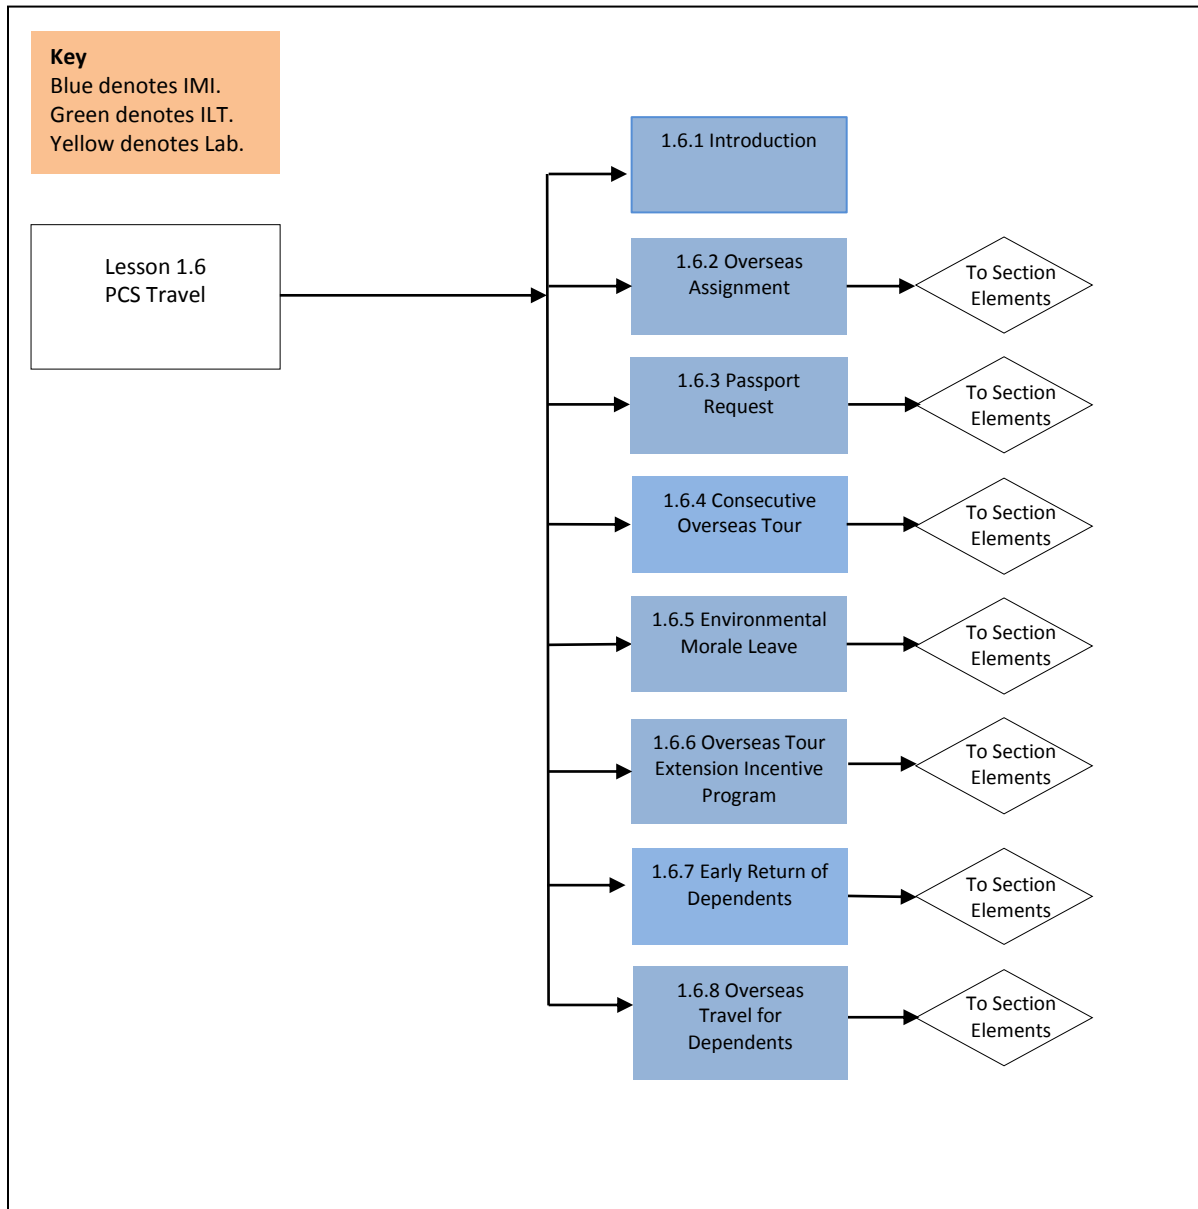 Key
Blue denotes IMI.
Green denotes ILT.
Yellow denotes Lab.
Lesson 1.6
PCS Travel
1.6.1 Introduction
1.6.2 Overseas
Assignment
To Section
Elements
1.6.3 Passport
Request
To Section
Elements
1.6.4 Consecutive
Overseas Tour
To Section
Elements
1.6.5 Environmental
Morale Leave
To Section
Elements
1.6.6 Overseas Tour
Extension Incentive
Program
To Section
Elements
1.6.7 Early Return of
Dependents
To Section
Elements
1.6.8 Overseas
Travel for
Dependents
To Section
Elements